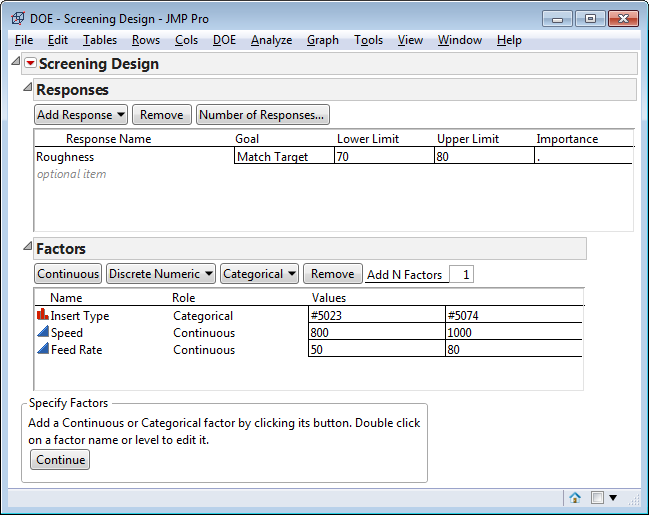 DOE - Screening Design - JMP Pro
File Edit Tables Rows Cols DOE Analyze Graph Tools View Window Help
Screening Design
Responses
Add Response Remove Number of Responses...
Response Name Goal Lower Limit Upper Limit Importance
Roughness Match Target 70 80 .
optional item
Factors
Continuous Discrete Numeric Categorical Remove Add N Factors 1
Name Role Values
Insert Type Categorical #5023 #5074
Speed Continuous 800 1000
Feed Rate Continuous 50 80
Specify Factors
Add a Continuous or Categorical factor by clicking its button. Double click
on a factor name or level to edit it.
Continue